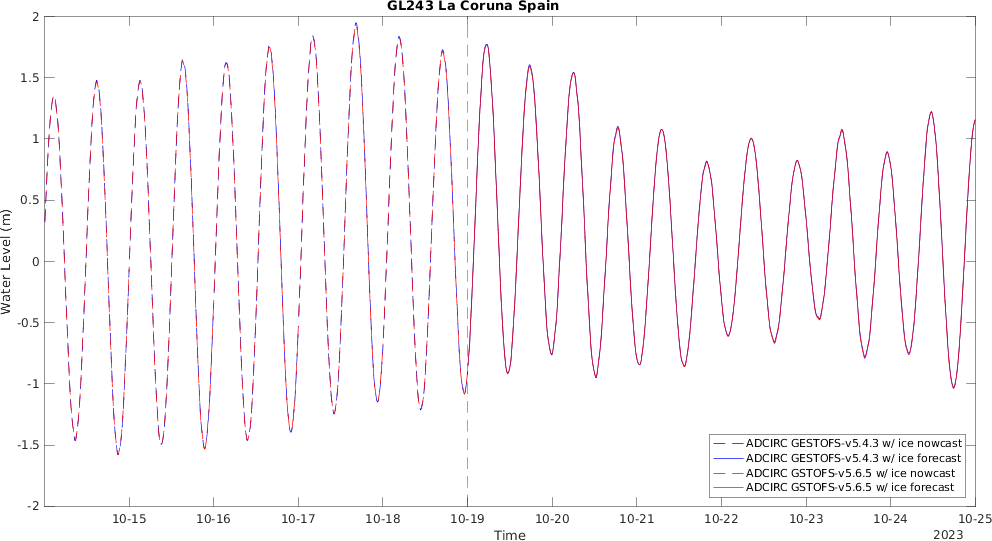 GL243 La Coruna Spain
2
1.5
1
0.5
0
-0.5
-1
-1.5
-2
Water Level (m)
ADCIRC GESTOFS-v5.4.3 w/ ice nowcast
ADCIRC GESTOFS-v5.4.3 w/ ice forecast
ADCIRC GSTOFS-v5.6.5 w/ ice nowcast
ADCIRC GSTOFS-v5.6.5 w/ ice forecast
10-15 10-16 10-17 10-18 10-19 10-20 10-21 10-22 10-23 10-24 10-25
Time
2023